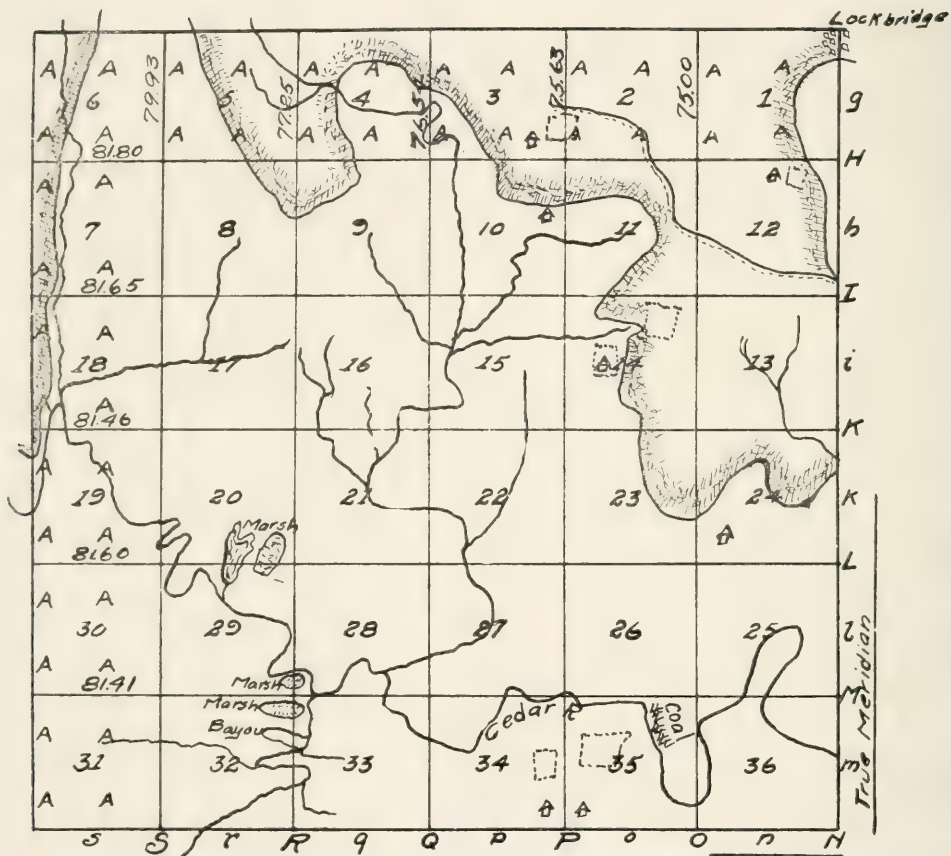 Lockbridge
A A A A A A A A A A A A
6 79.93 5 77.25 4 3 75.63 2 75.00 1 g
A A A A A A A A A A A A
81.80 H
A A
7 8 9 10 11 12 h
A A
81.65 I
A
18 17 16 15 14 13 i
A
81.46 K
A A
19 20 21 22 23 24 K
Marsh
A A
81.60 L
A A
30 29 28 27 26 25 l
A A
81.41 Marsh M
Marsh
Cedar R
Coal
A A Bayou
31 32 33 34 35 36 m
A A
s S r R q Q p P o O n N
True Meridian